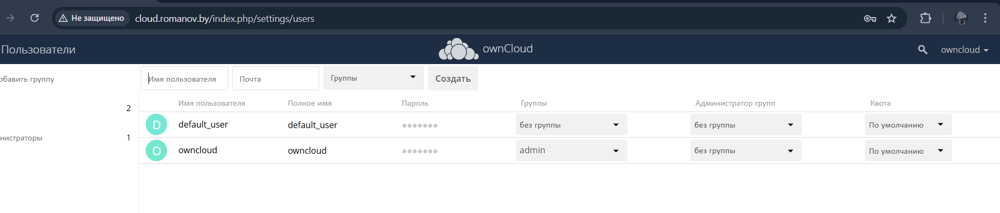 Не защищено cloud.romanov.by/index.php/settings/users
Пользователи ownCloud owncloud
обавить группу Имя пользователя Почта Группы Создать
Имя пользователя Полное имя Пароль Группы Администратор групп Квота
2
D default_user default_user ●●●●●●● без группы без группы По умолчанию
нистраторы 1
O owncloud owncloud ●●●●●●● admin без группы По умолчанию